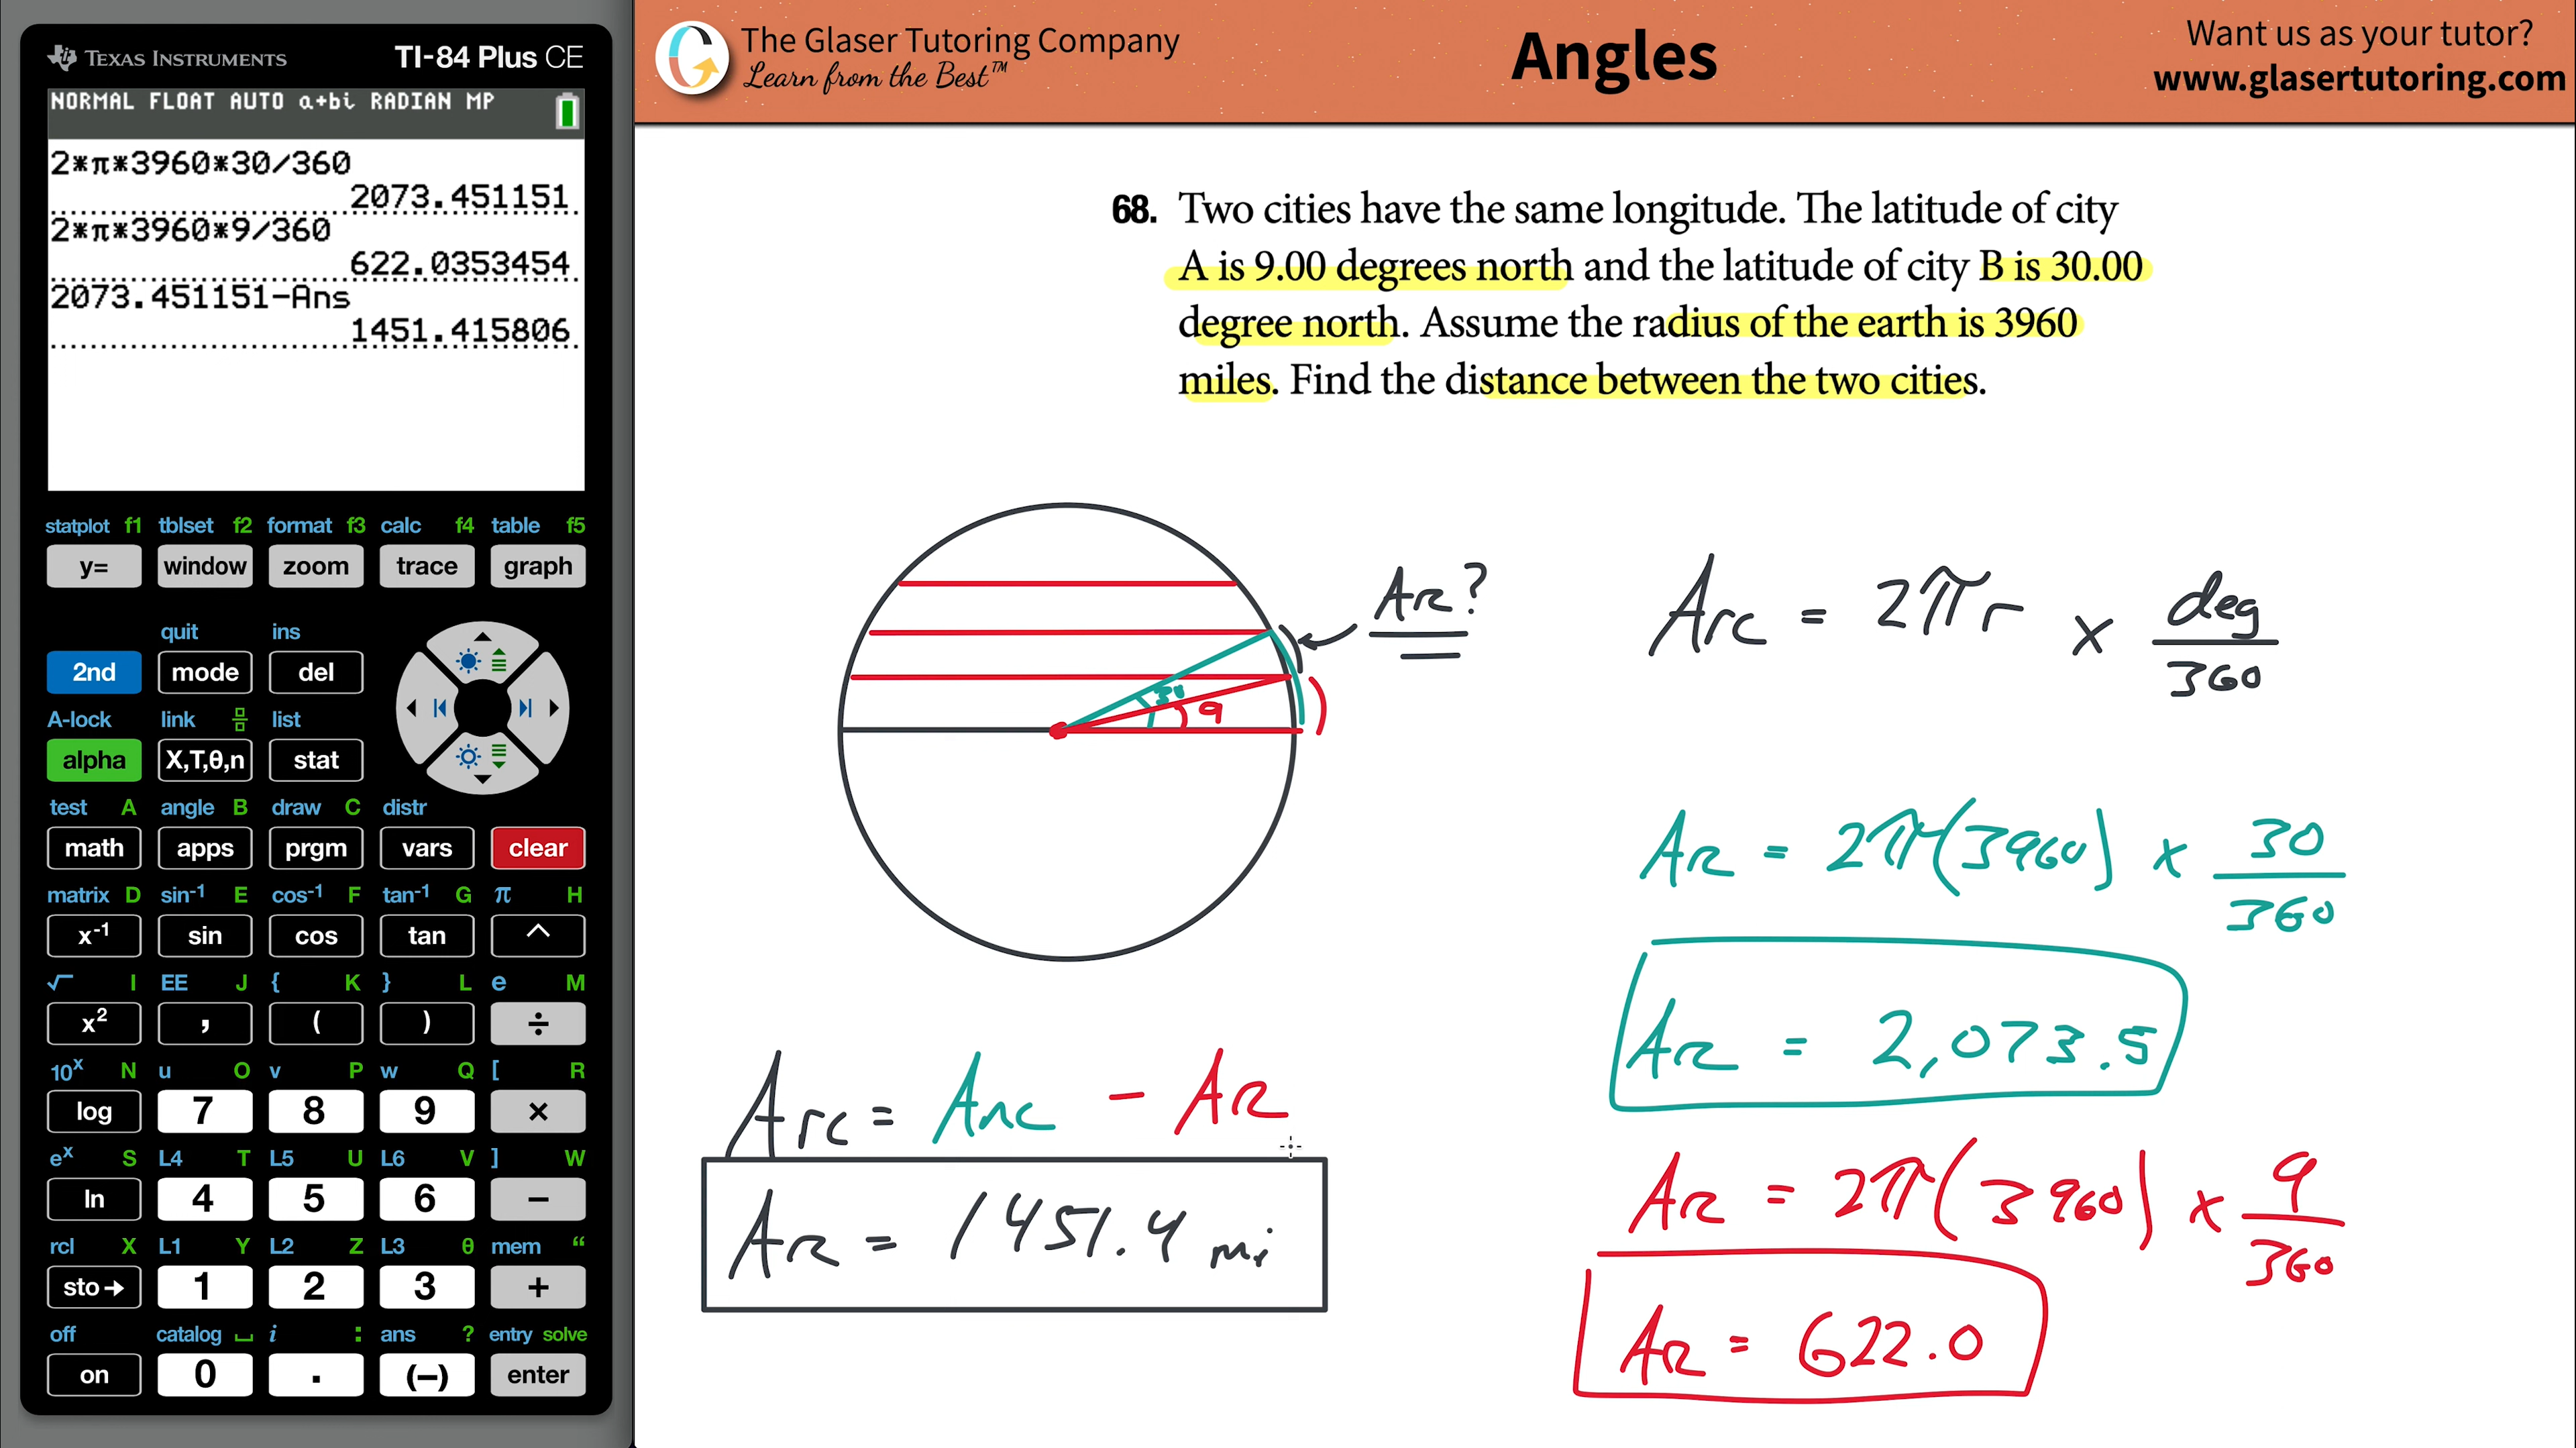 TEXAS INSTRUMENTS TI-84 Plus CE
NORMAL FLOAT AUTO a+bi RADIAN MP
2*π*3960*30/360
2073.451151
2*π*3960*9/360
622.0353454
2073.451151-Ans
1451.415806
statplot f1 tblset f2 format f3 calc f4 table f5
y= window zoom trace graph
quit ins
2nd mode del
A-lock link list
alpha X,T,θ,n stat
test A angle B draw C distr
math apps prgm vars clear
matrix D sin⁻¹ E cos⁻¹ F tan⁻¹ G π H
x⁻¹ sin cos tan ^
√ I EE J { K } L e M
x² , ( ) ÷
10ˣ N u O v P w Q [ R
log 7 8 9 ×
eˣ S L4 T L5 U L6 V ] W
ln 4 5 6 −
rcl X L1 Y L2 Z L3 θ mem “
sto→ 1 2 3 +
off catalog ⎵ i : ans ? entry solve
on 0 . (−) enter
The Glaser Tutoring Company
Learn from the Best™
Angles
Want us as your tutor?
www.glasertutoring.com
68. Two cities have the same longitude. The latitude of city
A is 9.00 degrees north and the latitude of city B is 30.00
degree north. Assume the radius of the earth is 3960
miles. Find the distance between the two cities.
Arc?
30
9
Arc = 2πr × deg/360
Arc = 2π(3960) × 30/360
Arc = 2,073.5
Arc = 2π(3960) × 9/360
Arc = 622.0
Arc = Arc − Arc
Arc = 1451.4 mi